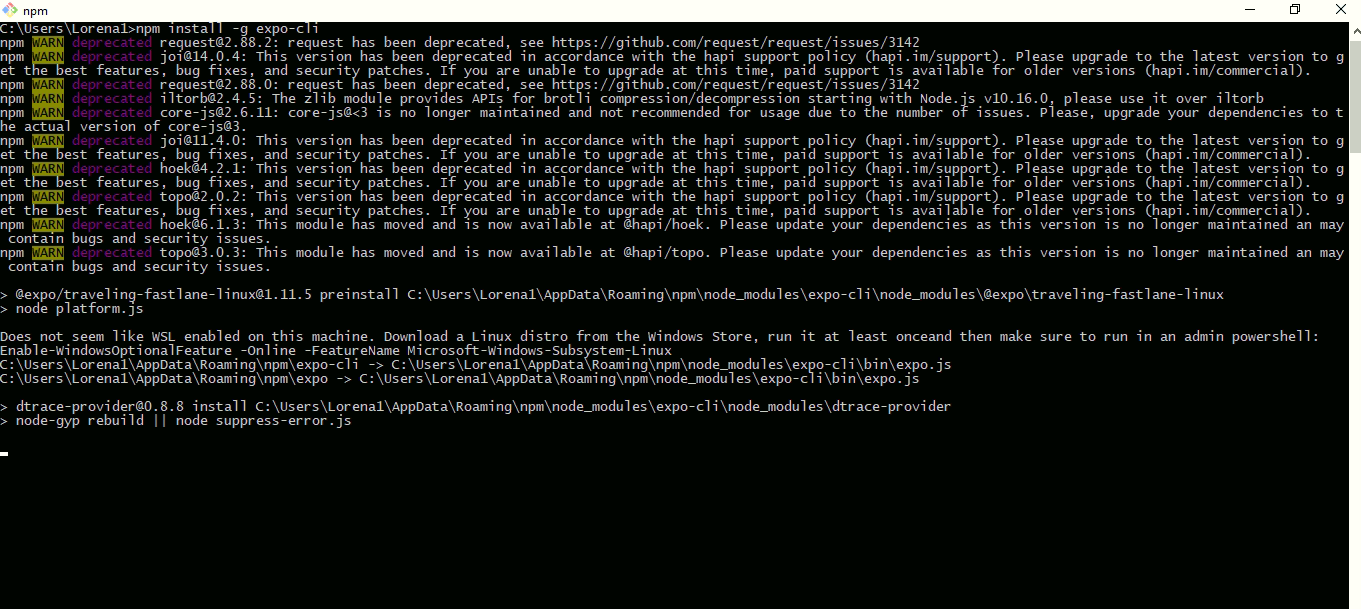 npm
C:\Users\Lorena1>npm install -g expo-cli
npm WARN deprecated request@2.88.2: request has been deprecated, see https://github.com/request/request/issues/3142
npm WARN deprecated joi@14.0.4: This version has been deprecated in accordance with the hapi support policy (hapi.im/support). Please upgrade to the latest version to g
et the best features, bug fixes, and security patches. If you are unable to upgrade at this time, paid support is available for older versions (hapi.im/commercial).
npm WARN deprecated request@2.88.0: request has been deprecated, see https://github.com/request/request/issues/3142
npm WARN deprecated iltorb@2.4.5: The zlib module provides APIs for brotli compression/decompression starting with Node.js v10.16.0, please use it over iltorb
npm WARN deprecated core-js@2.6.11: core-js@<3 is no longer maintained and not recommended for usage due to the number of issues. Please, upgrade your dependencies to t
he actual version of core-js@3.
npm WARN deprecated joi@11.4.0: This version has been deprecated in accordance with the hapi support policy (hapi.im/support). Please upgrade to the latest version to g
et the best features, bug fixes, and security patches. If you are unable to upgrade at this time, paid support is available for older versions (hapi.im/commercial).
npm WARN deprecated hoek@4.2.1: This version has been deprecated in accordance with the hapi support policy (hapi.im/support). Please upgrade to the latest version to g
et the best features, bug fixes, and security patches. If you are unable to upgrade at this time, paid support is available for older versions (hapi.im/commercial).
npm WARN deprecated topo@2.0.2: This version has been deprecated in accordance with the hapi support policy (hapi.im/support). Please upgrade to the latest version to g
et the best features, bug fixes, and security patches. If you are unable to upgrade at this time, paid support is available for older versions (hapi.im/commercial).
npm WARN deprecated hoek@6.1.3: This module has moved and is now available at @hapi/hoek. Please update your dependencies as this version is no longer maintained an may
 contain bugs and security issues.
npm WARN deprecated topo@3.0.3: This module has moved and is now available at @hapi/topo. Please update your dependencies as this version is no longer maintained an may
 contain bugs and security issues.
> @expo/traveling-fastlane-linux@1.11.5 preinstall C:\Users\Lorena1\AppData\Roaming\npm\node_modules\expo-cli\node_modules\@expo\traveling-fastlane-linux
> node platform.js
Does not seem like WSL enabled on this machine. Download a Linux distro from the Windows Store, run it at least onceand then make sure to run in an admin powershell:
Enable-WindowsOptionalFeature -Online -FeatureName Microsoft-Windows-Subsystem-Linux
C:\Users\Lorena1\AppData\Roaming\npm\expo-cli -> C:\Users\Lorena1\AppData\Roaming\npm\node_modules\expo-cli\bin\expo.js
C:\Users\Lorena1\AppData\Roaming\npm\expo -> C:\Users\Lorena1\AppData\Roaming\npm\node_modules\expo-cli\bin\expo.js
> dtrace-provider@0.8.8 install C:\Users\Lorena1\AppData\Roaming\npm\node_modules\expo-cli\node_modules\dtrace-provider
> node-gyp rebuild || node suppress-error.js